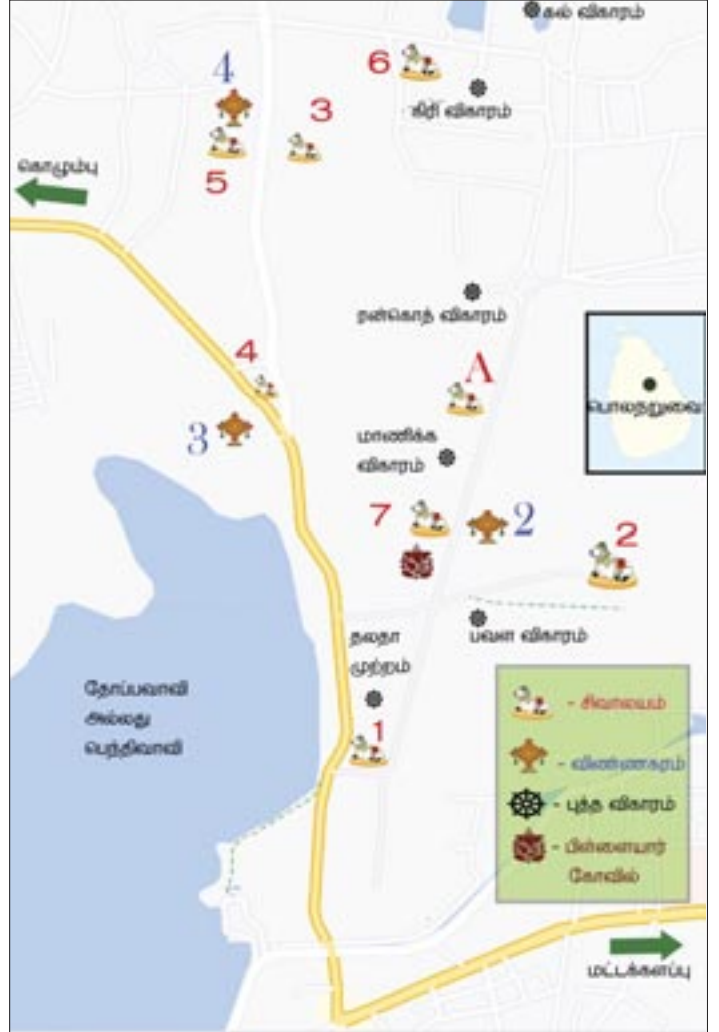 கல் விகாரம்
6
4
3
கிரி விகாரம்
கொழும்பு
5
ரன்கொத் விகாரம்
4
A
பொலநறுவை
3
மாணிக்க
விகாரம்
7
2
2
பவள விகாரம்
தலதா
முற்றம்
தோப்பவாவி
அல்லது
பெந்திவாவி
1
- சிவாலயம்
- விண்ணகரம்
- புத்த விகாரம்
- பிள்ளையார்
கோவில்
மட்டக்களப்பு